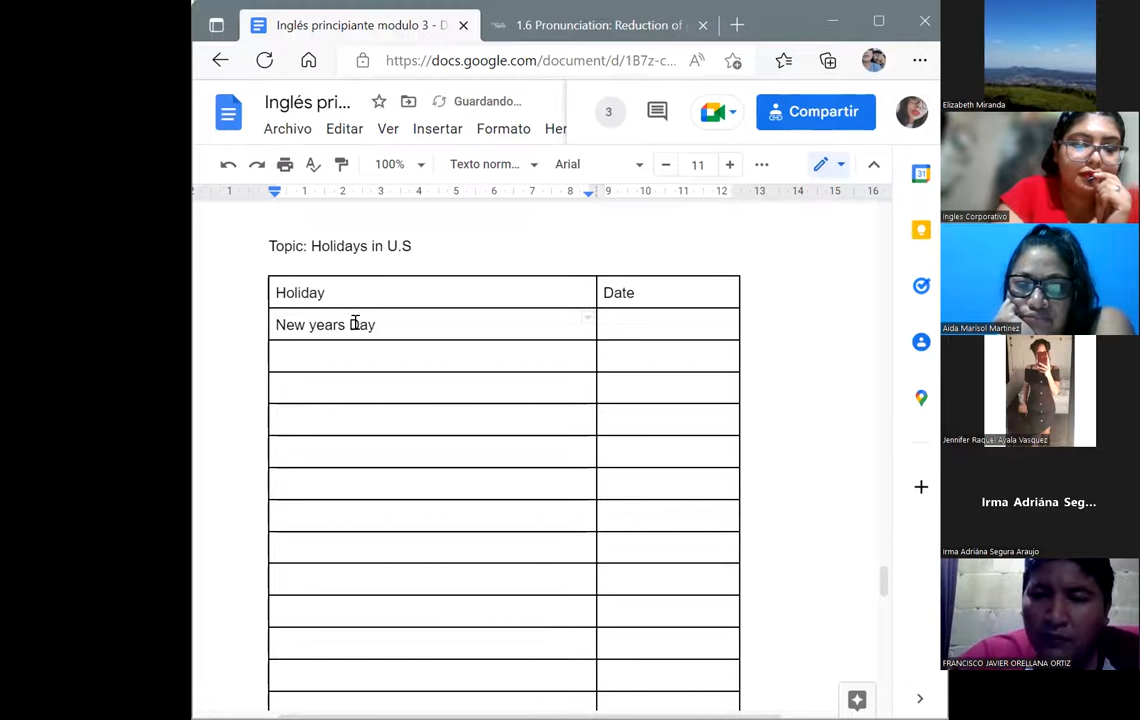 Inglés principiante modulo 3 - D
1.6 Pronunciation: Reduction of
https://docs.google.com/document/d/1B7z-c...
Inglés pri...
Guardando...
3
Compartir
Archivo Editar Ver Insertar Formato Her
100% Texto norm... Arial 11
1 1 2 3 4 5 6 7 8 9 10 11 12 13 14 15 16
Topic: Holidays in U.S
Holiday Date
New years Day
31
Elizabeth Miranda
Ingles Corporativo
Aida Marisol Martinez
Jennifer Raquel Ayala Vasquez
Irma Adriána Seg...
Irma Adriána Segura Araujo
FRANCISCO JAVIER ORELLANA ORTIZ